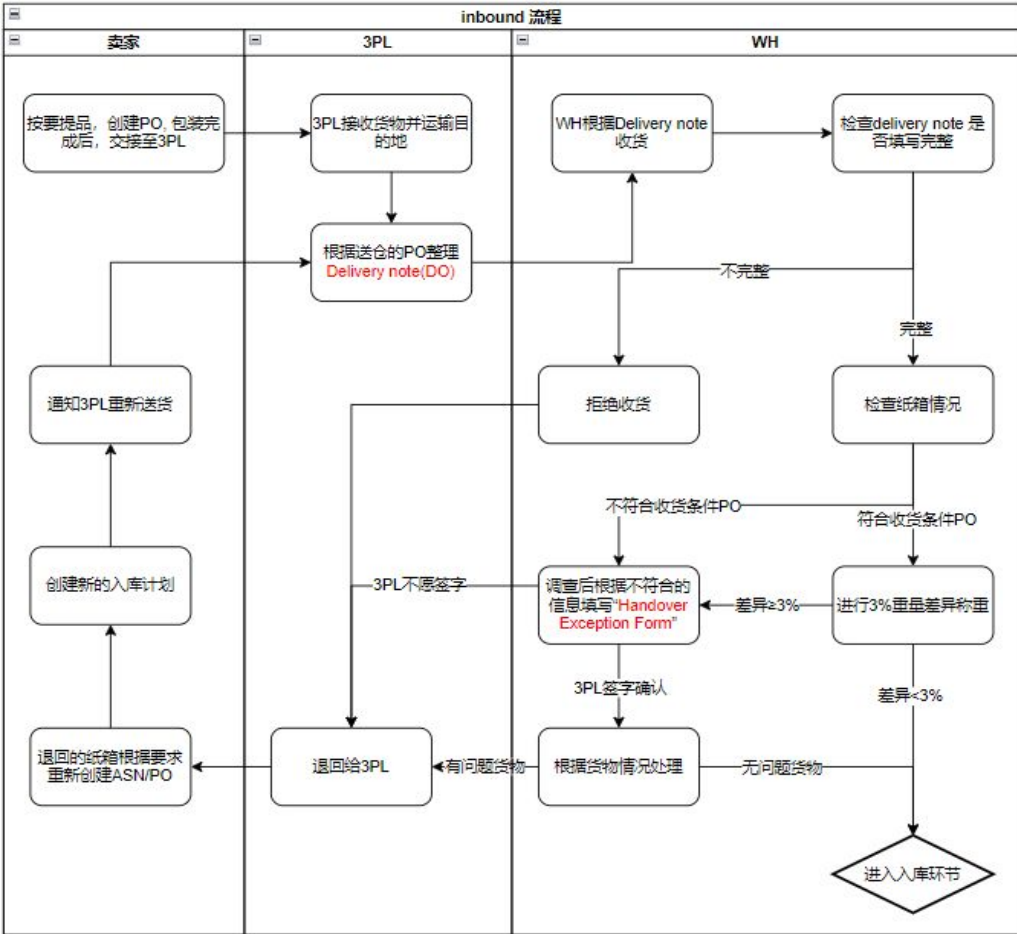 inbound 流程
卖家
3PL
WH
按要提品，创建PO, 包装完
成后，交接至3PL
3PL接收货物并运输目
的地
WH根据Delivery note
收货
检查delivery note 是
否填写完整
根据送仓的PO整理
Delivery note(DO)
不完整
完整
通知3PL重新送货
拒绝收货
检查纸箱情况
不符合收货条件PO
符合收货条件PO
创建新的入库计划
3PL不愿签字
调查后根据不符合的
信息填写“Handover
Exception Form”
差异≥3%
进行3%重量差异称重
3PL签字确认
差异<3%
退回的纸箱根据要求
重新创建ASN/PO
退回给3PL
有问题货物
根据货物情况处理
无问题货物
进入入库环节